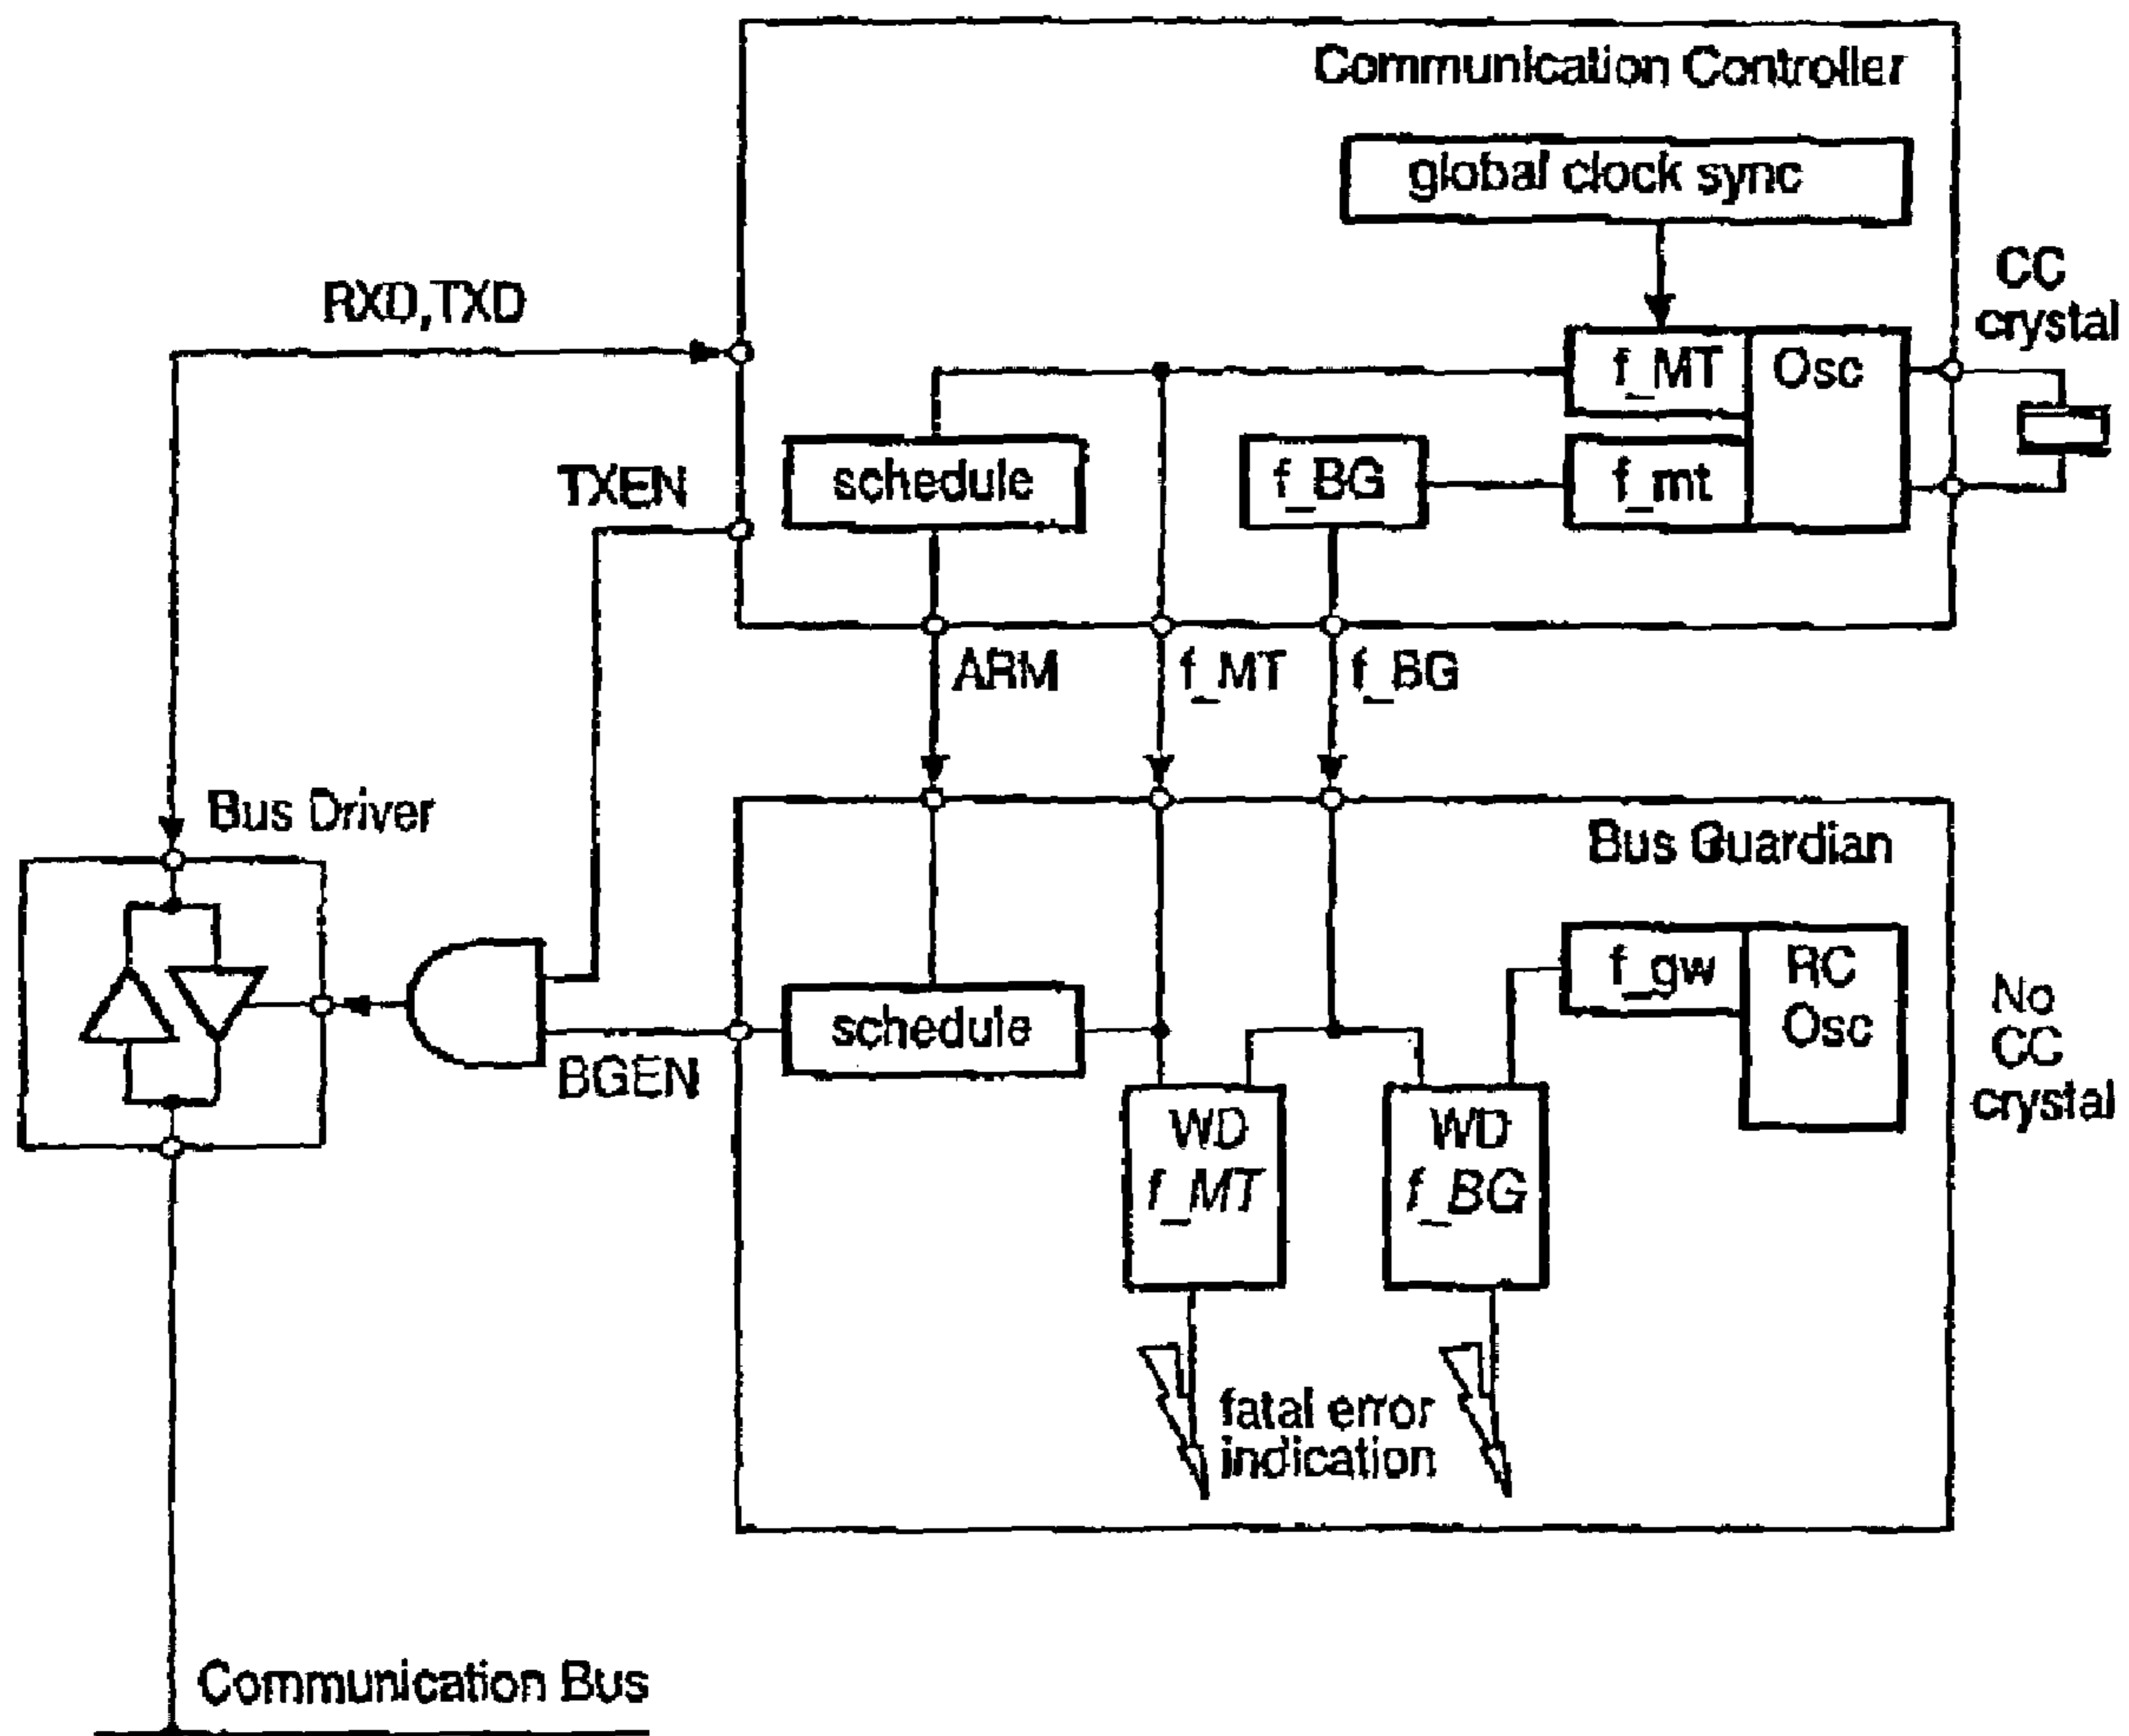 Communication Controller
global clock sync
CC
crystal
RXD,TXD
f_MT
Osc
TXEN
schedule
f_BG
f_mt
ARM
f_MT
f_BG
Bus Driver
Bus Guardian
f_gw
RC
Osc
No
CC
crystal
schedule
BGEN
WD
f_MT
WD
f_BG
fatal error
indication
Communication Bus